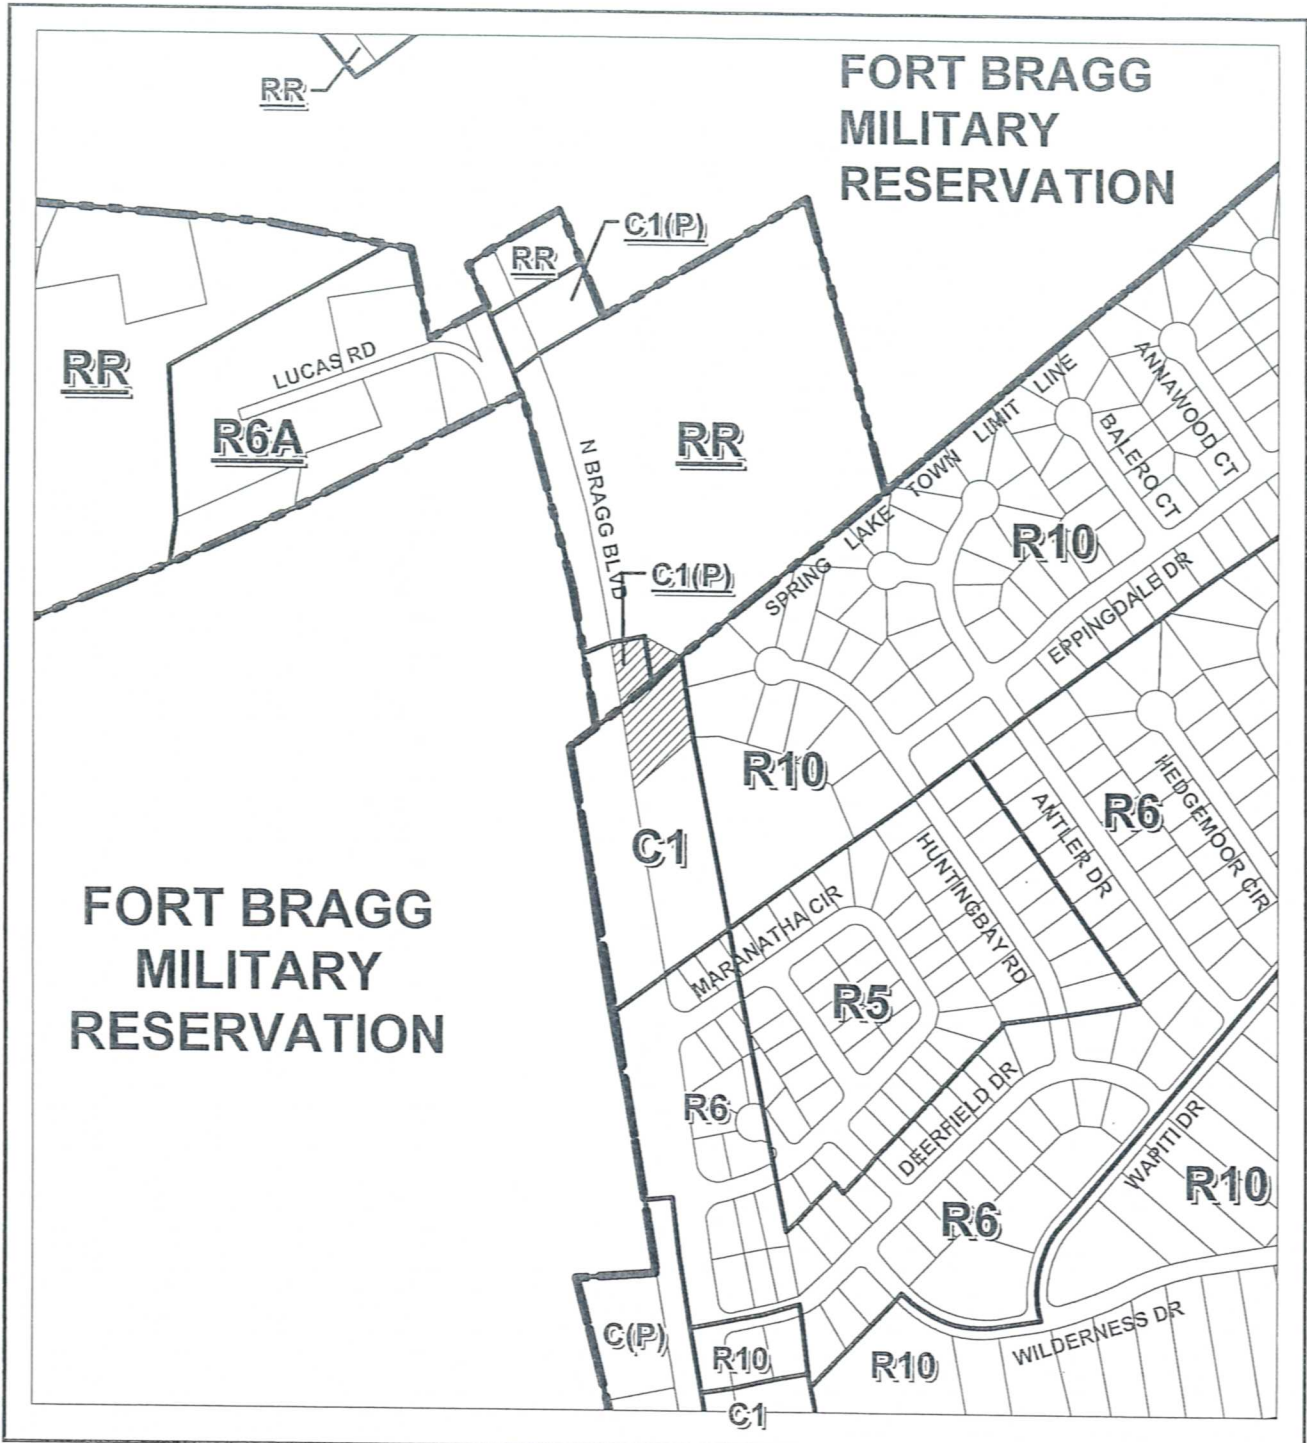 FORT BRAGG
MILITARY
RESERVATION
RR
C1(P)
RR
RR
LUCAS RD
R6A
RR
N BRAGG BLVD
C1(P)
SPRING LAKE TOWN LIMIT LINE
ANNAWOOD CT
BALERO CT
R10
EPPINGDALE DR
R10
R6
HEDGEMOOR CIR
ANTLER DR
HUNTINGBAY RD
C1
MARANATHA CIR
R5
FORT BRAGG
MILITARY
RESERVATION
R6
DEERFIELD DR
WAPITI DR
R10
R6
C(P)
R10
R10
WILDERNESS DR
C1